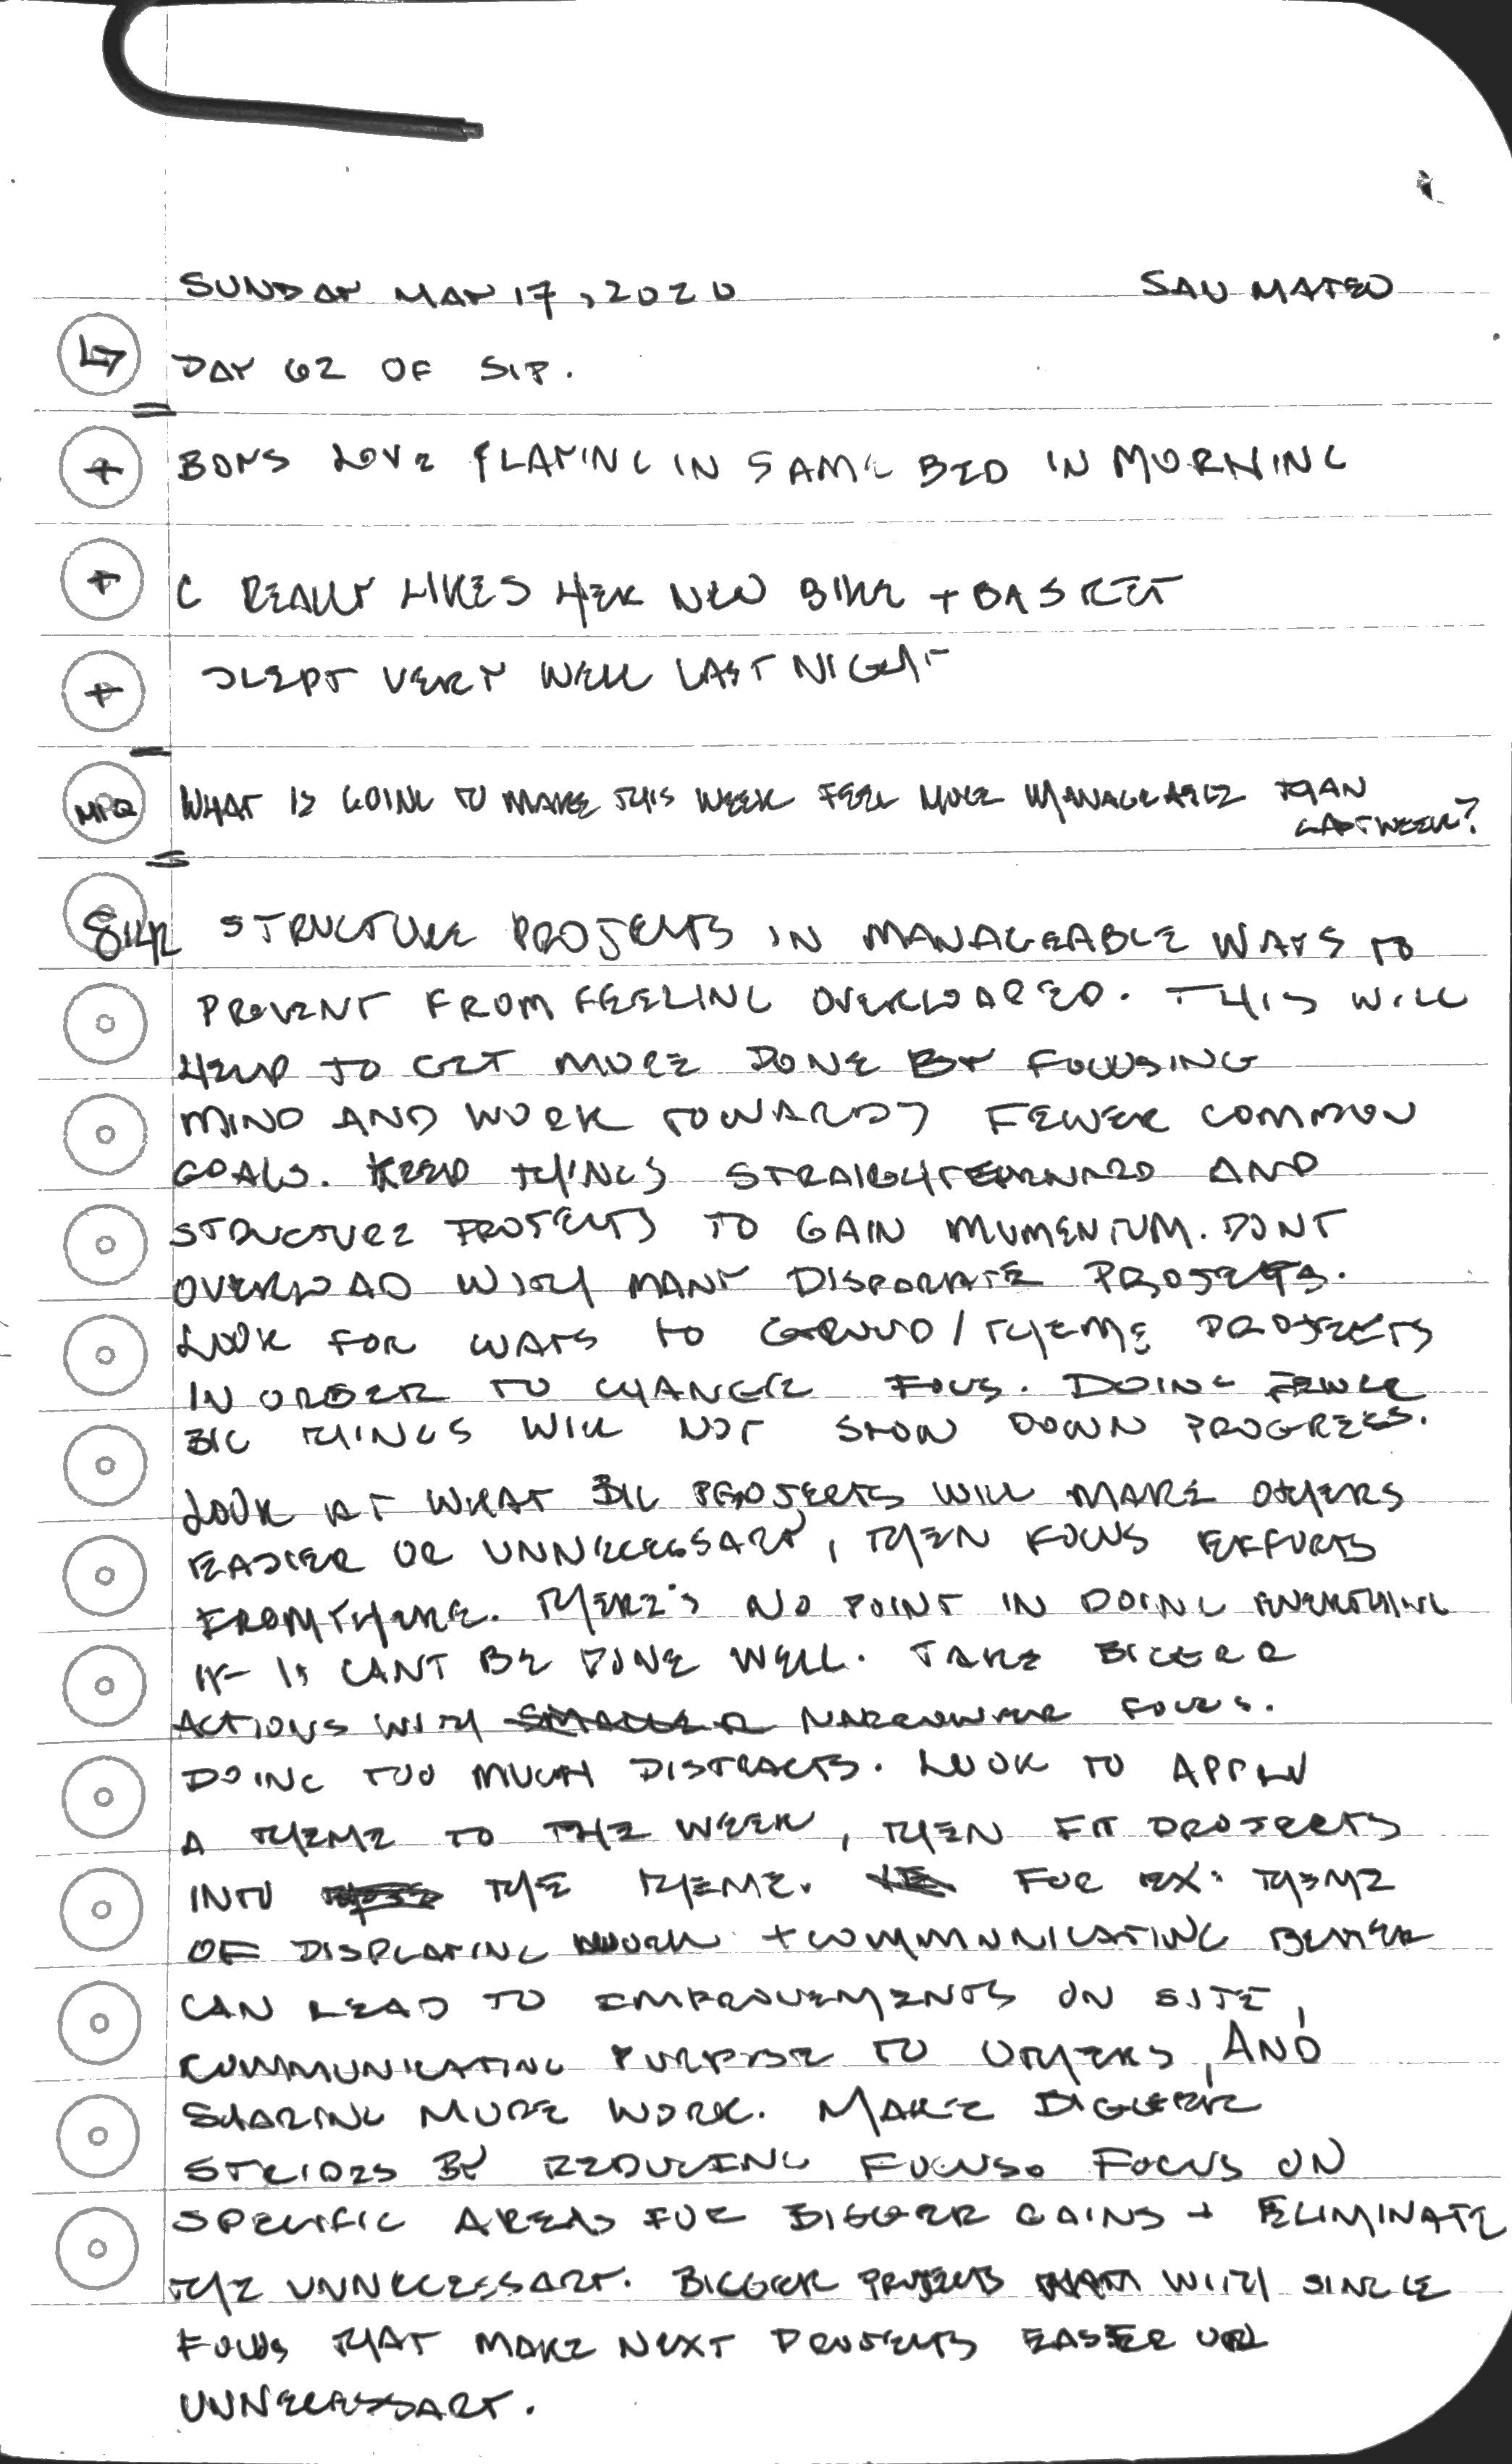 SUNDAY MAY 17, 2020 SAN MATEO
DAY 62 OF SIP.
+ BOYS LOVE PLAYING IN SAME BED IN MORNING
+ C REALLY LIKES HER NEW BIKE + BASKET
+ SLEPT VERY WELL LAST NIGHT
MIQ WHAT IS GOING TO MAKE THIS WEEK FEEL MORE MANAGEABLE THAN
LAST WEEK?
STRUCTURE PROJECTS IN MANAGEABLE WAYS TO
PREVENT FROM FEELING OVERLOADED. THIS WILL
HELP TO GET MORE DONE BY FOCUSING
MIND AND WORK TOWARDS FEWER COMMON
GOALS. KEEP THINGS STRAIGHTFORWARD AND
STRUCTURE PROJECTS TO GAIN MOMENTUM. DONT
OVERLOAD WITH MANY DISPARATE PROJECTS.
LOOK FOR WAYS TO GROUP/THEME PROJECTS
IN ORDER TO CHANGE FOCUS. DOING FEWER
BIG THINGS WILL NOT SLOW DOWN PROGRESS.
LOOK AT WHAT BIG PROJECTS WILL MAKE OTHERS
EASIER OR UNNECESSARY, THEN FOCUS EFFORTS
FROM THERE. THERE'S NO POINT IN DOING EVERYTHING
IF IS CANT BE DONE WELL. TAKE BIGGER
ACTIONS WITH SMALLER NARROWER FOCUS.
DOING TOO MUCH DISTRACTS. LOOK TO APPLY
A THEME TO THE WEEK, THEN FIT PROJECTS
INTO THE THEME. FOR EX: THEME
OF DISPLAYING WORK + COMMUNICATING BETTER
CAN LEAD TO IMPROVEMENTS ON SITE,
COMMUNICATING PURPOSE TO OTHERS, AND
SHARING MORE WORK. MAKE BIGGER
STRIDES BY REDUCING FOCUS. FOCUS ON
SPECIFIC AREAS FOR BIGGER GAINS + ELIMINATE
THE UNNECESSARY. BIGGER PROJECTS WITH SINGLE
FOCUS THAT MAKE NEXT PROJECTS EASIER OR
UNNECESSARY.